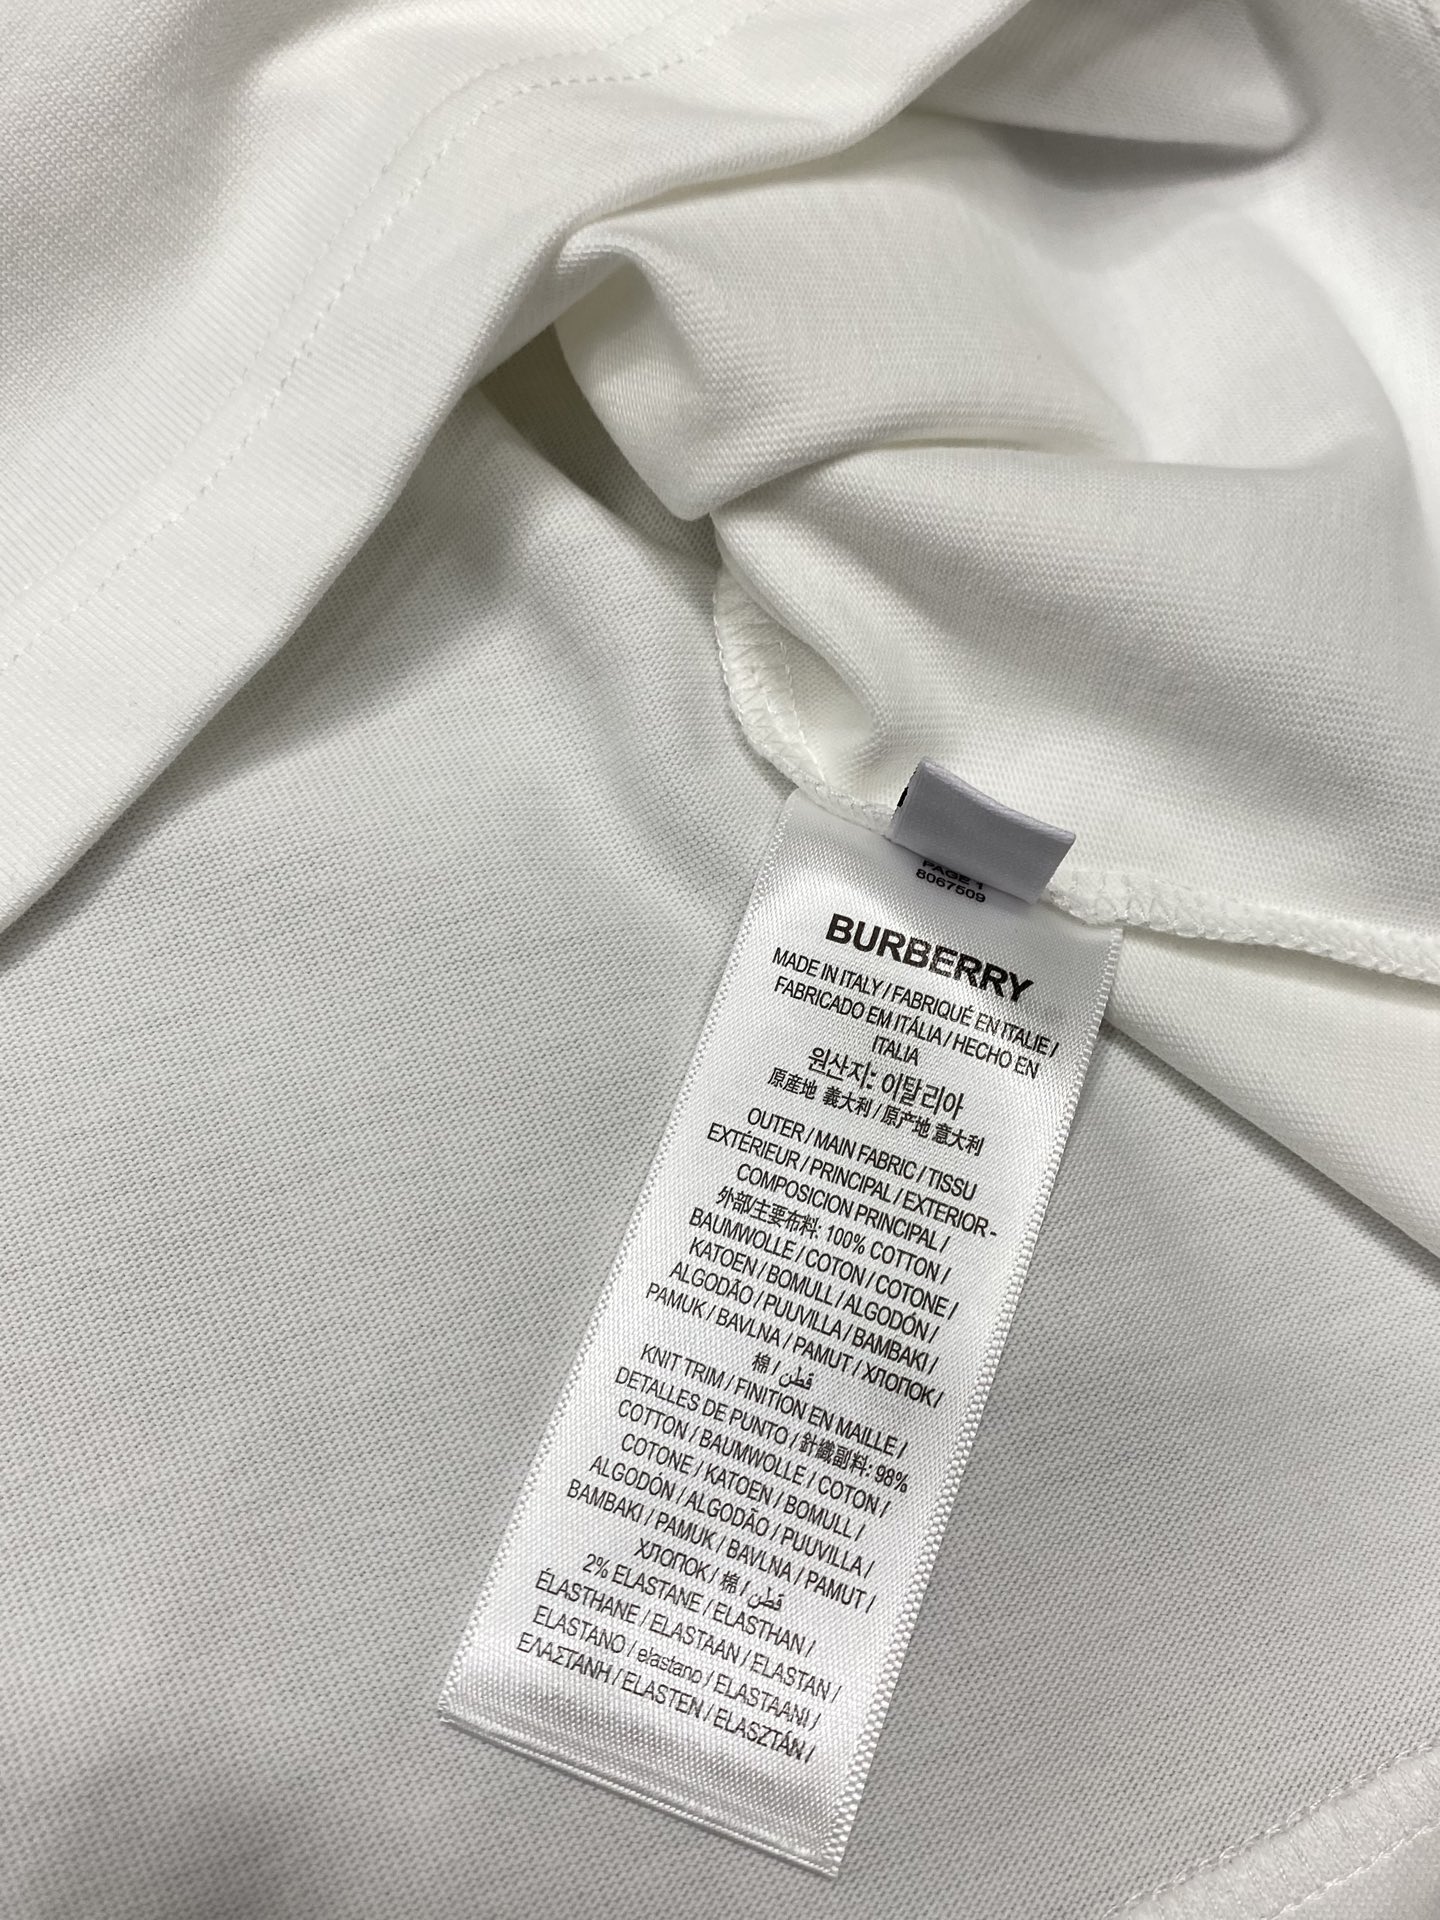 PAGE 1
8067509
BURBERRY
MADE IN ITALY / FABRIQUÉ EN ITALIE /
FABRICADO EM ITÁLIA / HECHO EN
ITALIA
원산지: 이탈리아
原産地 義大利 / 原产地 意大利
OUTER / MAIN FABRIC / TISSU
EXTÉRIEUR / PRINCIPAL / EXTERIOR-
COMPOSICION PRINCIPAL /
外部/主要布料: 100% COTTON /
BAUMWOLLE / COTON / COTONE /
KATOEN / BOMULL / ALGODÓN /
ALGODÃO / PUUVILLA / BAMBAKI /
PAMUK / BAVLNA / PAMUT / ХЛОПОК /
棉 / قطن
KNIT TRIM / FINITION EN MAILLE /
DETALLES DE PUNTO / 針織副料: 98%
COTTON / BAUMWOLLE / COTON /
COTONE / KATOEN / BOMULL /
ALGODÓN / ALGODÃO / PUUVILLA /
BAMBAKI / PAMUK / BAVLNA / PAMUT /
ХЛОПОК / 棉 / قطن
2% ELASTANE / ELASTHAN /
ÉLASTHANE / ELASTAAN / ELASTAN /
ELASTANO / elastano / ELASTAANI /
ΕΛΑΣΤΑΝΗ / ELASTEN / ELASZTÁN /